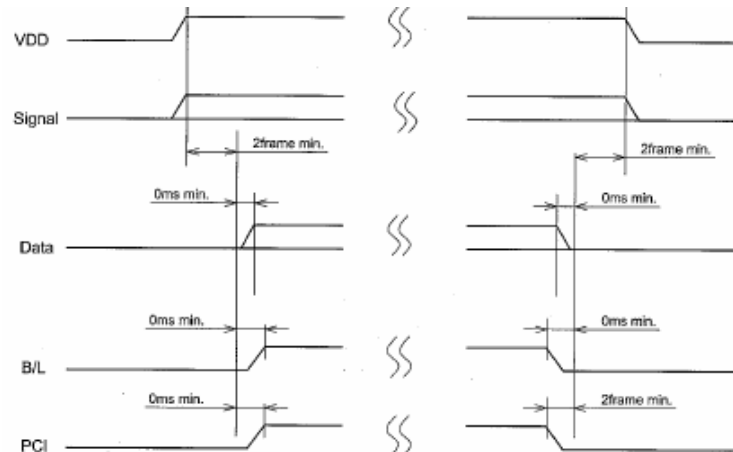 VDD
Signal
2frame min.
2frame min.
0ms min.
0ms min.
Data
0ms min.
0ms min.
B/L
0ms min.
2frame min.
PCI